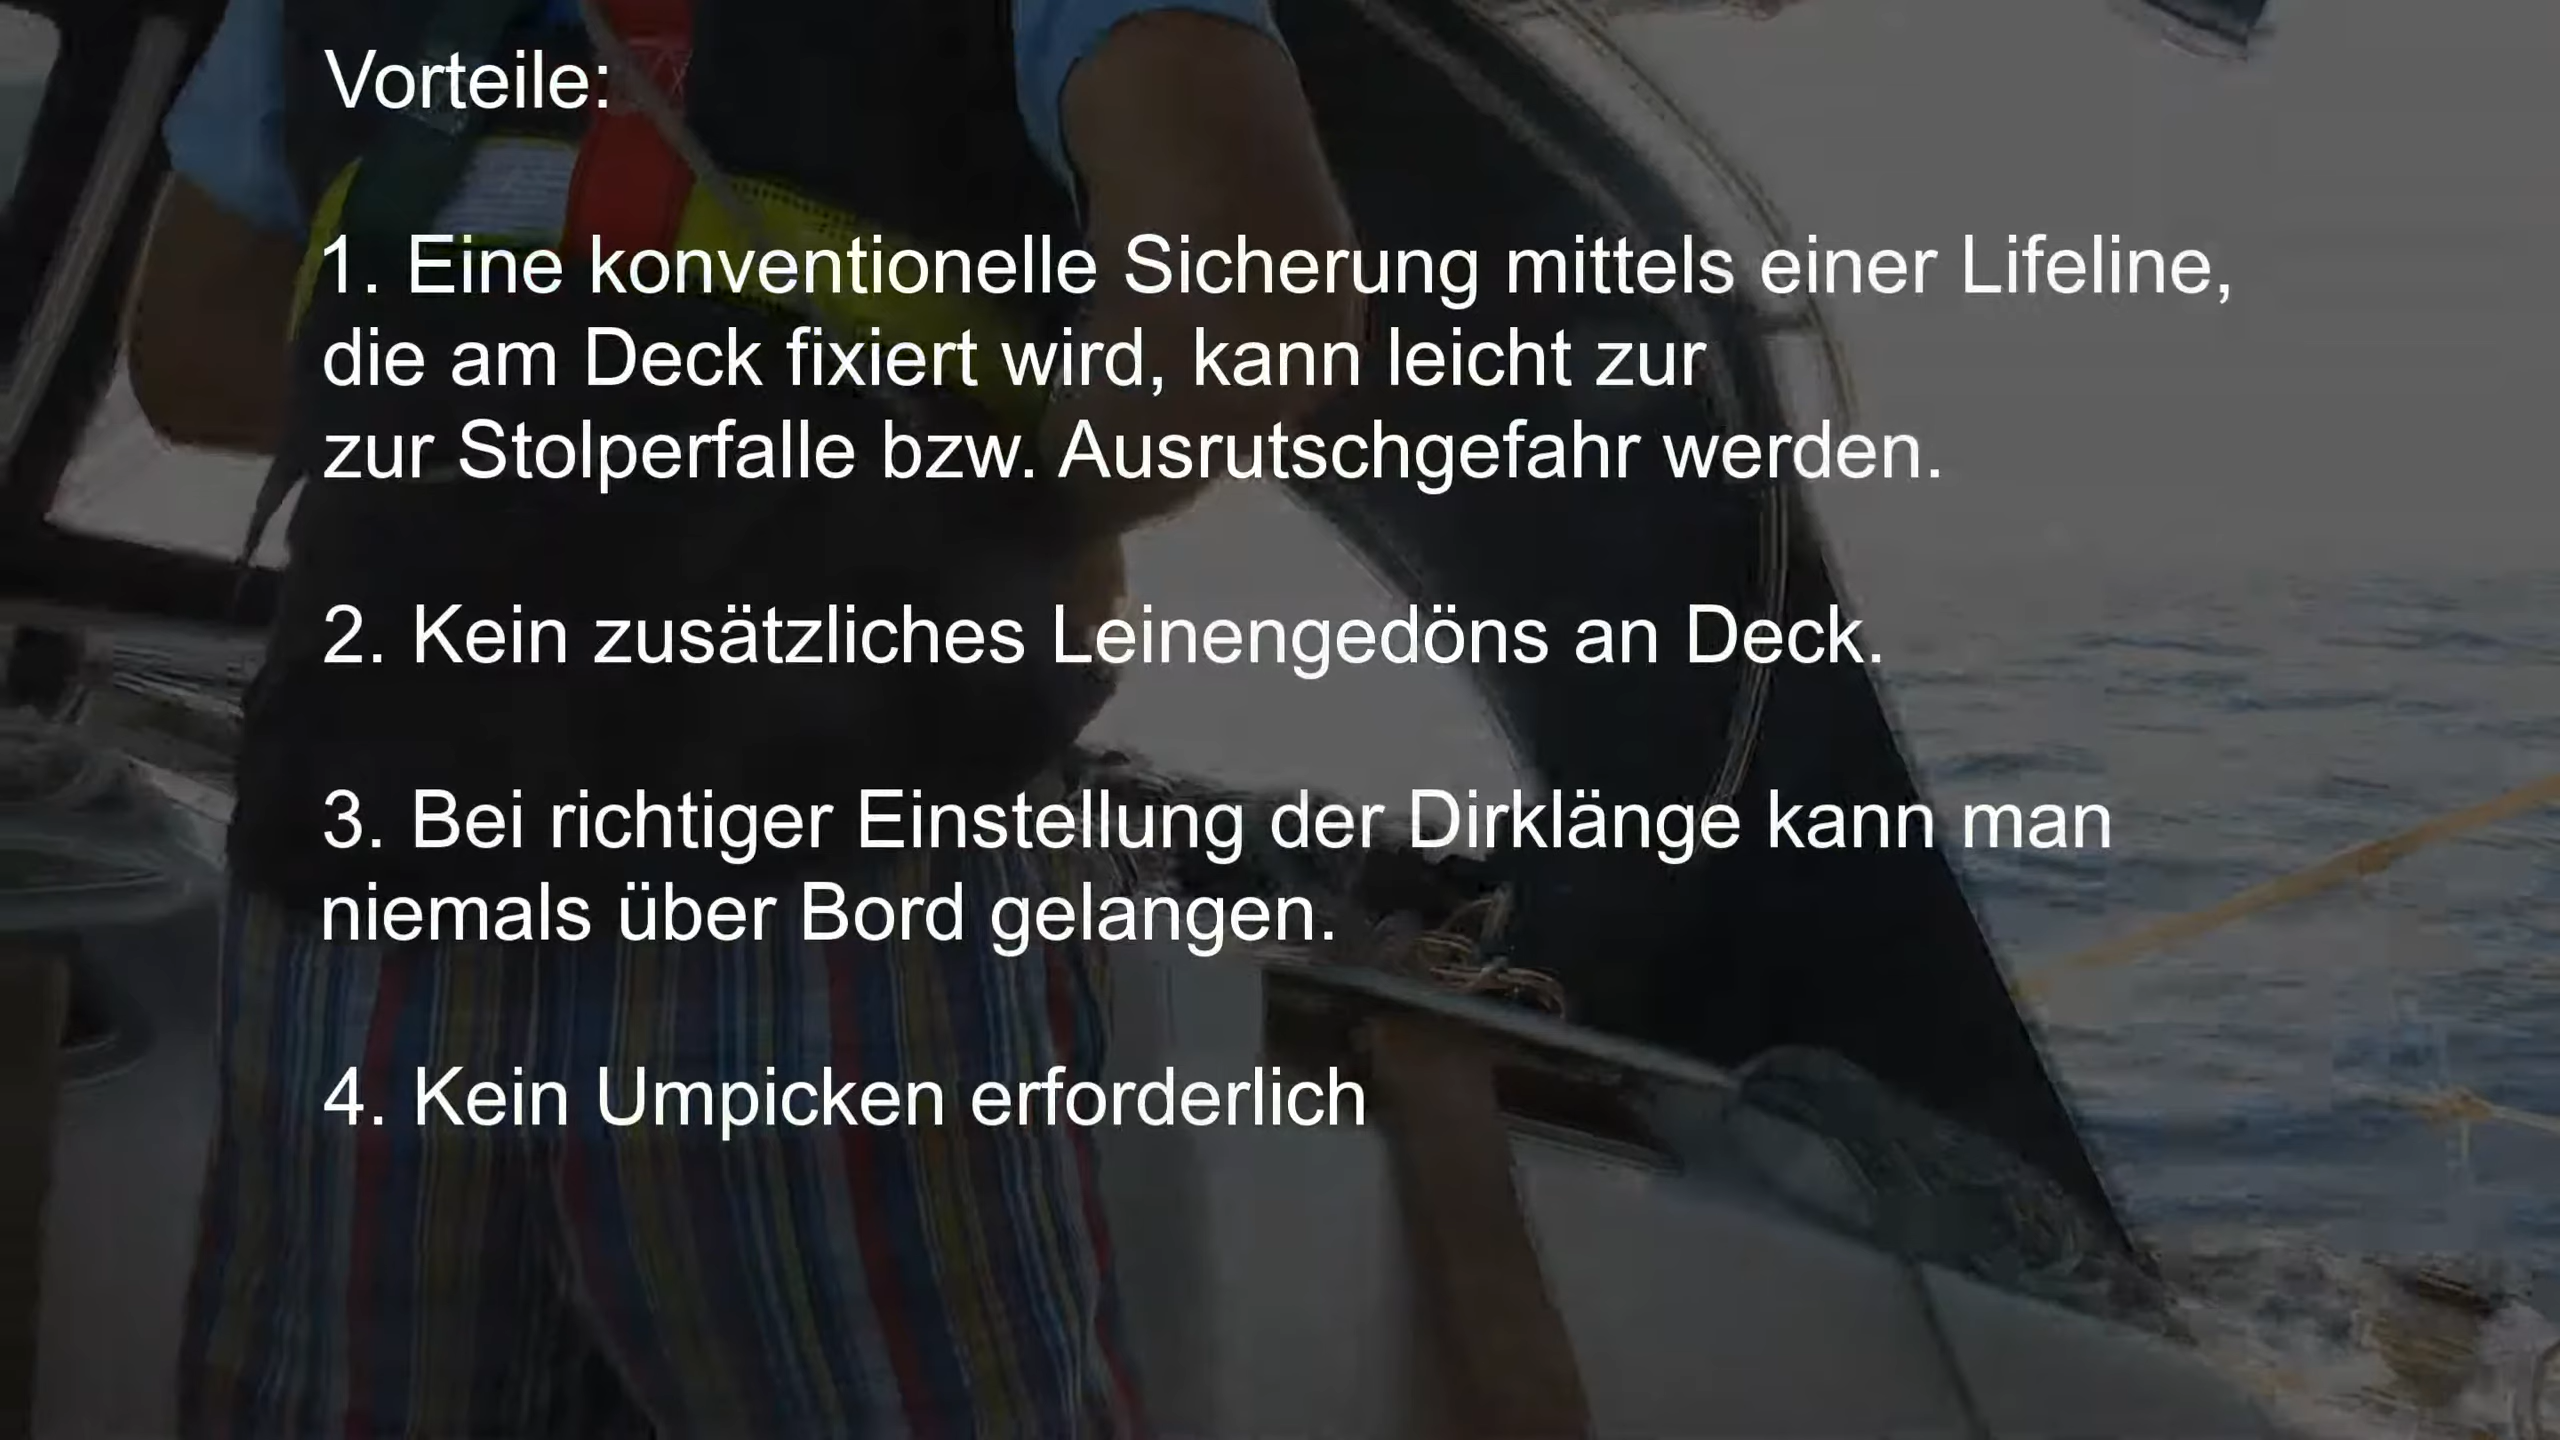 Vorteile:
1. Eine konventionelle Sicherung mittels einer Lifeline,
die am Deck fixiert wird, kann leicht zur
zur Stolperfalle bzw. Ausrutschgefahr werden.
2. Kein zusätzliches Leinengedöns an Deck.
3. Bei richtiger Einstellung der Dirklänge kann man
niemals über Bord gelangen.
4. Kein Umpicken erforderlich